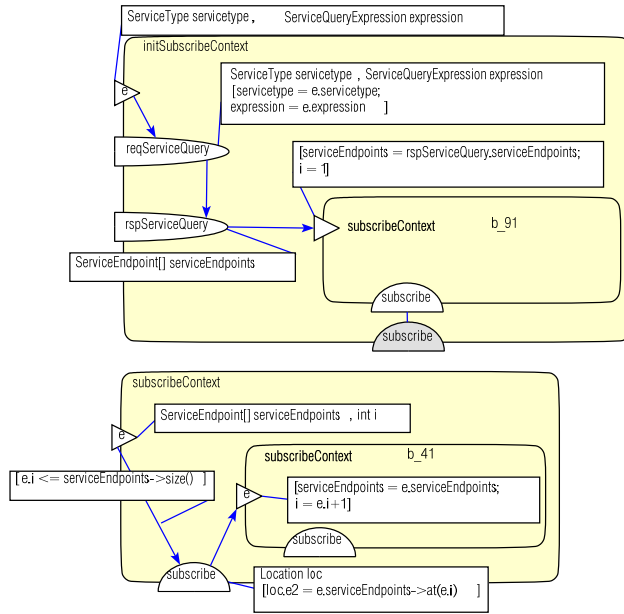 ServiceType servicetype , ServiceQueryExpression expression
initSubscribeContext
e
ServiceType servicetype , ServiceQueryExpression expression
[servicetype = e.servicetype;
expression = e.expression ]
reqServiceQuery
[serviceEndpoints = rspServiceQuery.serviceEndpoints;
i = 1]
rspServiceQuery
subscribeContext b_91
ServiceEndpoint[] serviceEndpoints
subscribe
subscribe
subscribeContext
ServiceEndpoint[] serviceEndpoints , int i
e
subscribeContext b_41
[ e.i <= serviceEndpoints->size() ]
e
[serviceEndpoints = e.serviceEndpoints;
i = e.i+1]
subscribe
subscribe
Location loc
[loc.e2 = e.serviceEndpoints->at(e.i) ]